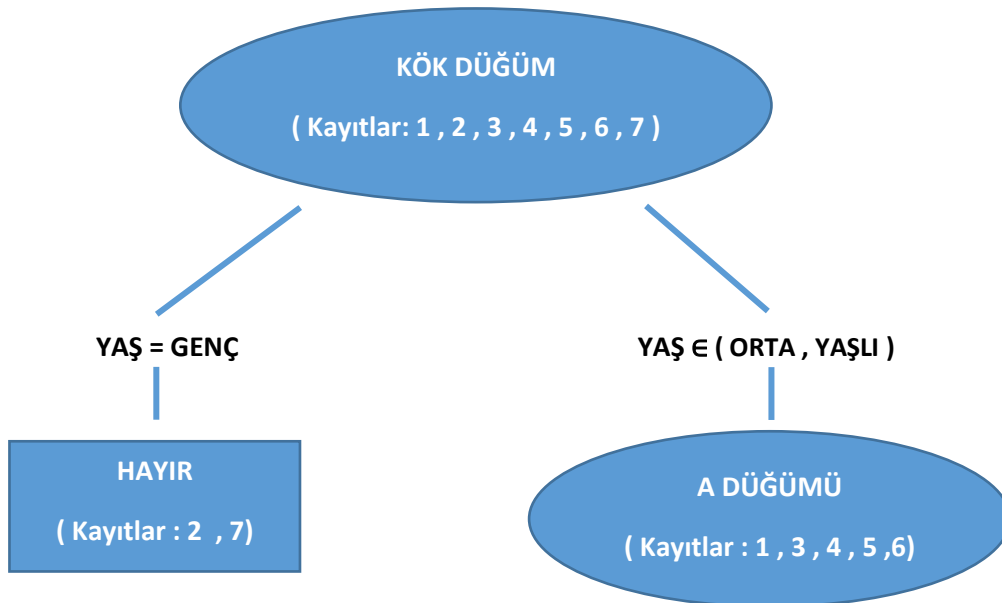 KÖK DÜĞÜM
( Kayıtlar: 1 , 2 , 3 , 4 , 5 , 6 , 7 )
YAŞ = GENÇ
YAŞ ∈ ( ORTA , YAŞLI )
HAYIR
( Kayıtlar : 2 , 7)
A DÜĞÜMÜ
( Kayıtlar : 1 , 3 , 4 , 5 ,6)